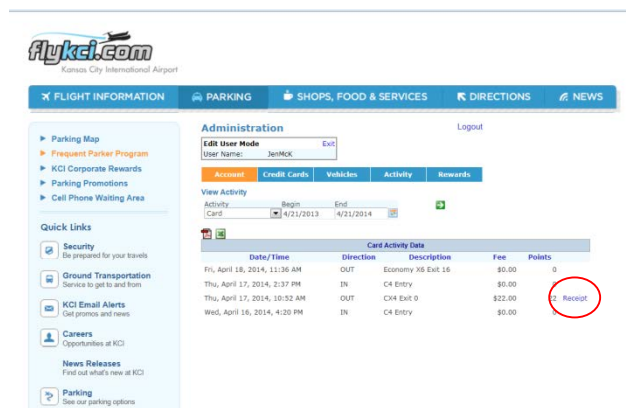 flykci.com
Kansas City International Airport
FLIGHT INFORMATION PARKING SHOPS, FOOD & SERVICES DIRECTIONS NEWS
Parking Map
Frequent Parker Program
KCI Corporate Rewards
Parking Promotions
Cell Phone Waiting Area
Quick Links
Security
Be prepared for your travels
Ground Transportation
Service to get to and from
KCI Email Alerts
Get promos and news
Careers
Opportunities at KCI
News Releases
Find out what's new at KCI
Parking
See our parking options
Administration Logout
Edit User Mode Exit
User Name: JenMcK
Account Credit Cards Vehicles Activity Rewards
View Activity
Activity Begin End
Card 4/21/2013 4/21/2014
Card Activity Data
Date/Time Direction Description Fee Points
Fri, April 18, 2014, 11:36 AM OUT Economy X6 Exit 16 $0.00 0
Thu, April 17, 2014, 2:37 PM IN C4 Entry $0.00 0
Thu, April 17, 2014, 10:52 AM OUT CX4 Exit 0 $22.00 22 Receipt
Wed, April 16, 2014, 4:20 PM IN C4 Entry $0.00 0